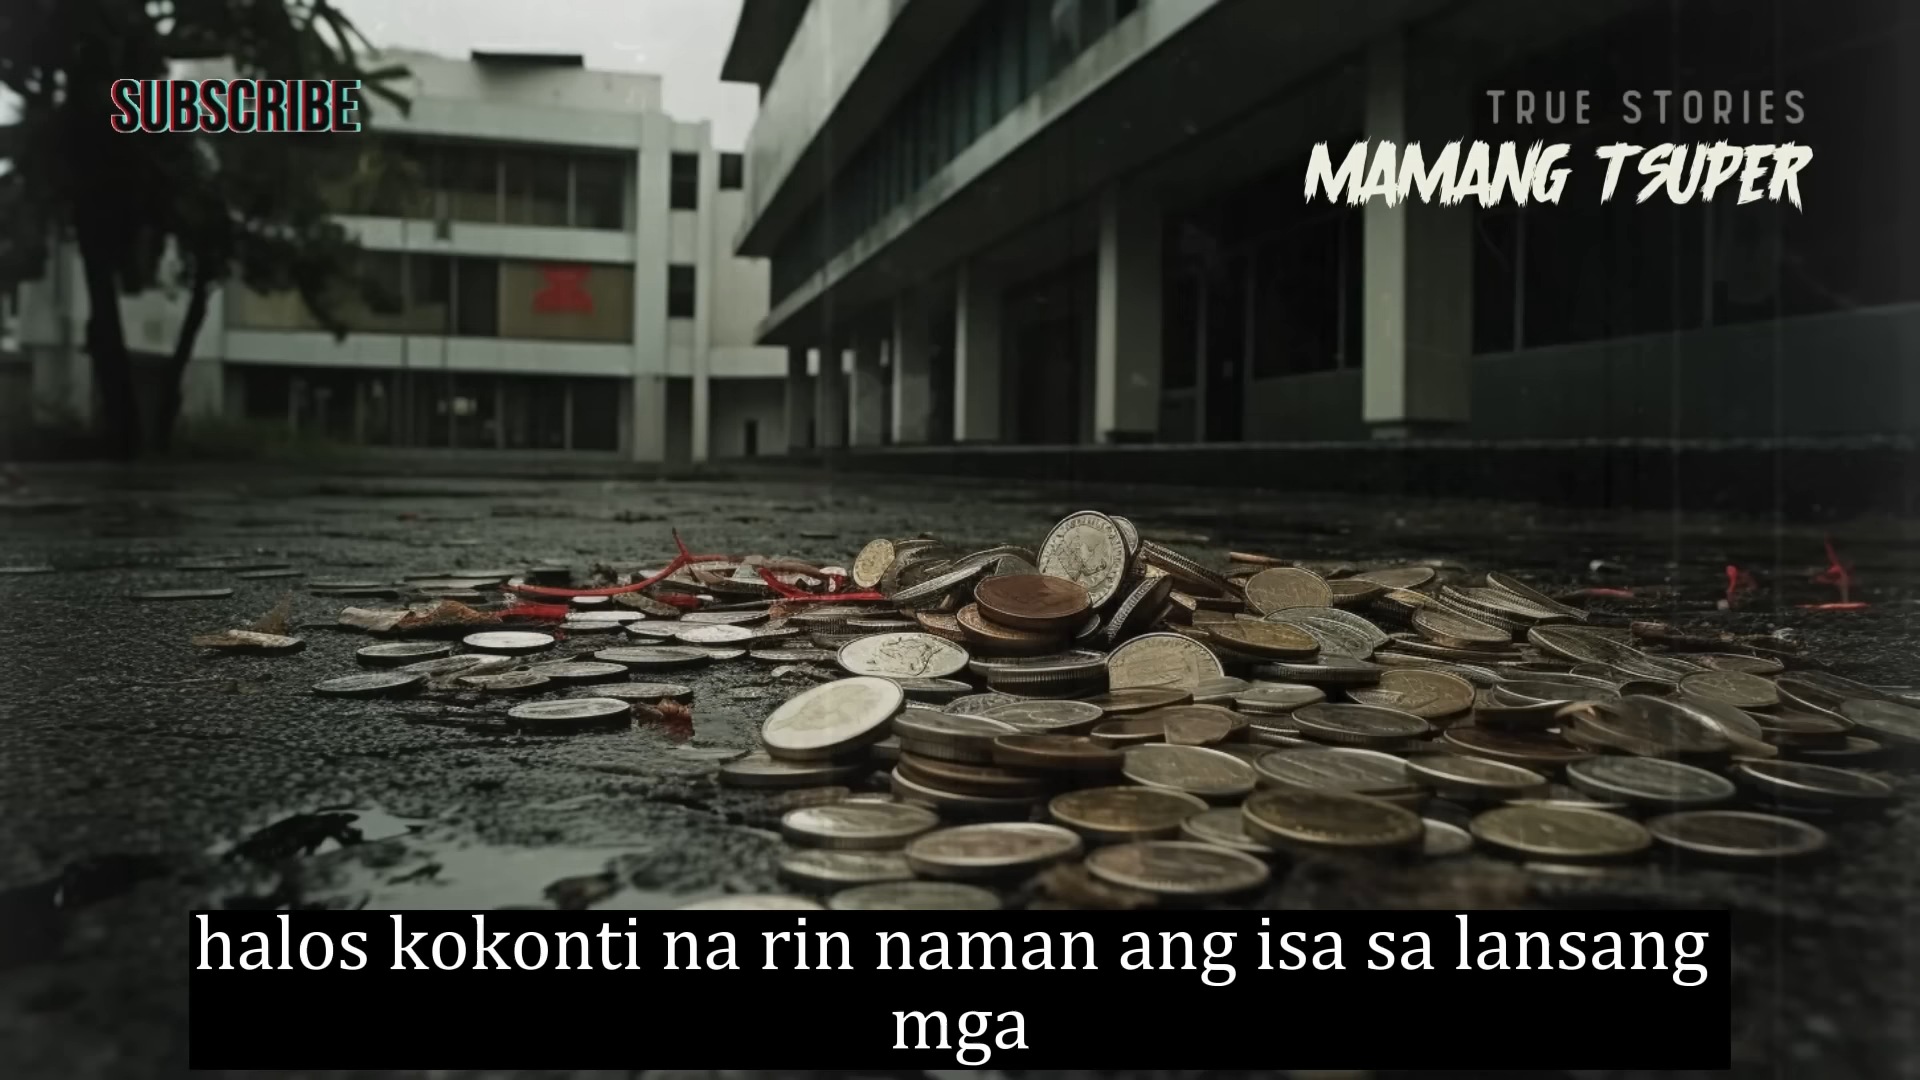 SUBSCRIBE
TRUE STORIES
MAMANG TSUPER
halos kokonti na rin naman ang isa sa lansang
mga